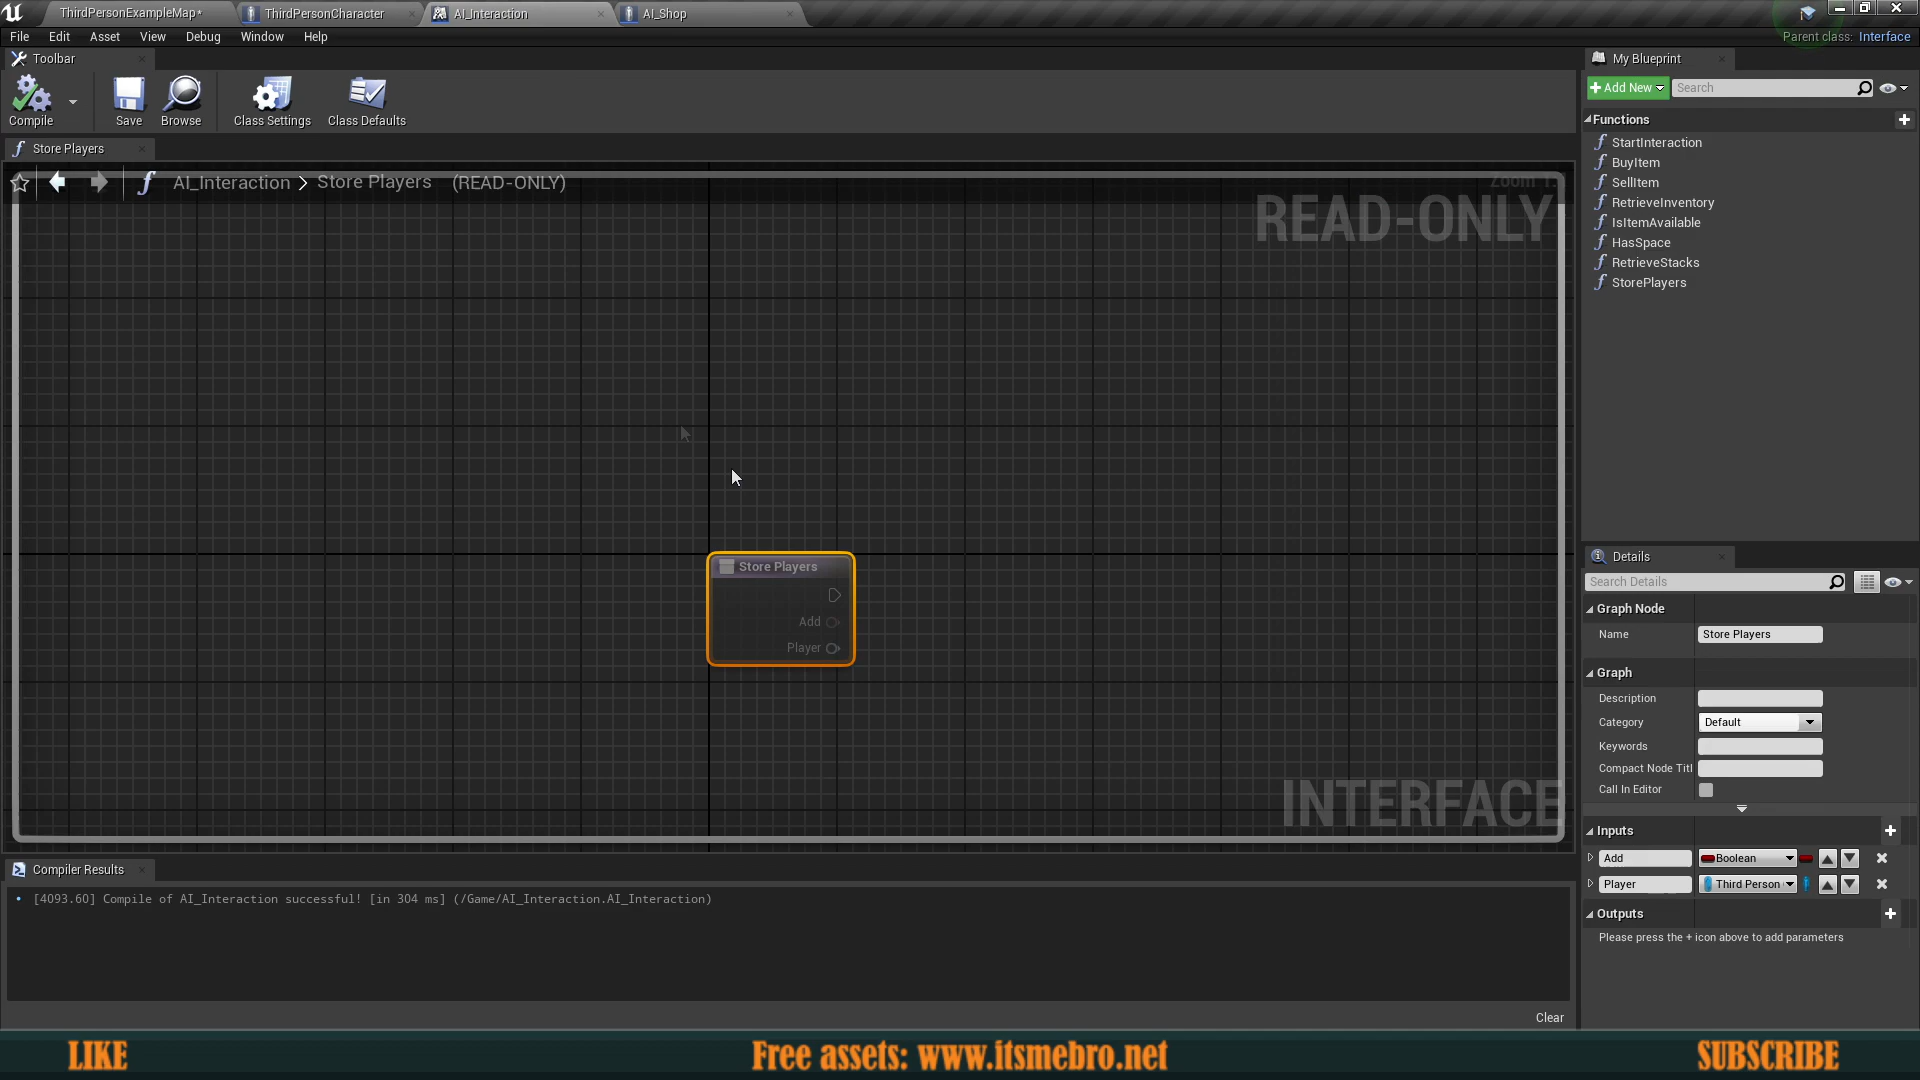 ThirdPersonExampleMap*
ThirdPersonCharacter
AI_Interaction
AI_Shop
File Edit Asset View Debug Window Help
Parent class: Interface
Toolbar
Compile
Save
Browse
Class Settings
Class Defaults
My Blueprint
Add New
Search
Functions
StartInteraction
BuyItem
SellItem
RetrieveInventory
IsItemAvailable
HasSpace
RetrieveStacks
StorePlayers
Store Players
AI_Interaction > Store Players (READ-ONLY)
READ-ONLY
Store Players
Add
Player
INTERFACE
Details
Search Details
Graph Node
Name Store Players
Graph
Description
Category Default
Keywords
Compact Node Titl
Call In Editor
Inputs
Add Boolean
Player Third Person
Outputs
Please press the + icon above to add parameters
Compiler Results
[4093.60] Compile of AI_Interaction successful! [in 304 ms] (/Game/AI_Interaction.AI_Interaction)
Clear
LIKE
Free assets: www.itsmebro.net
SUBSCRIBE